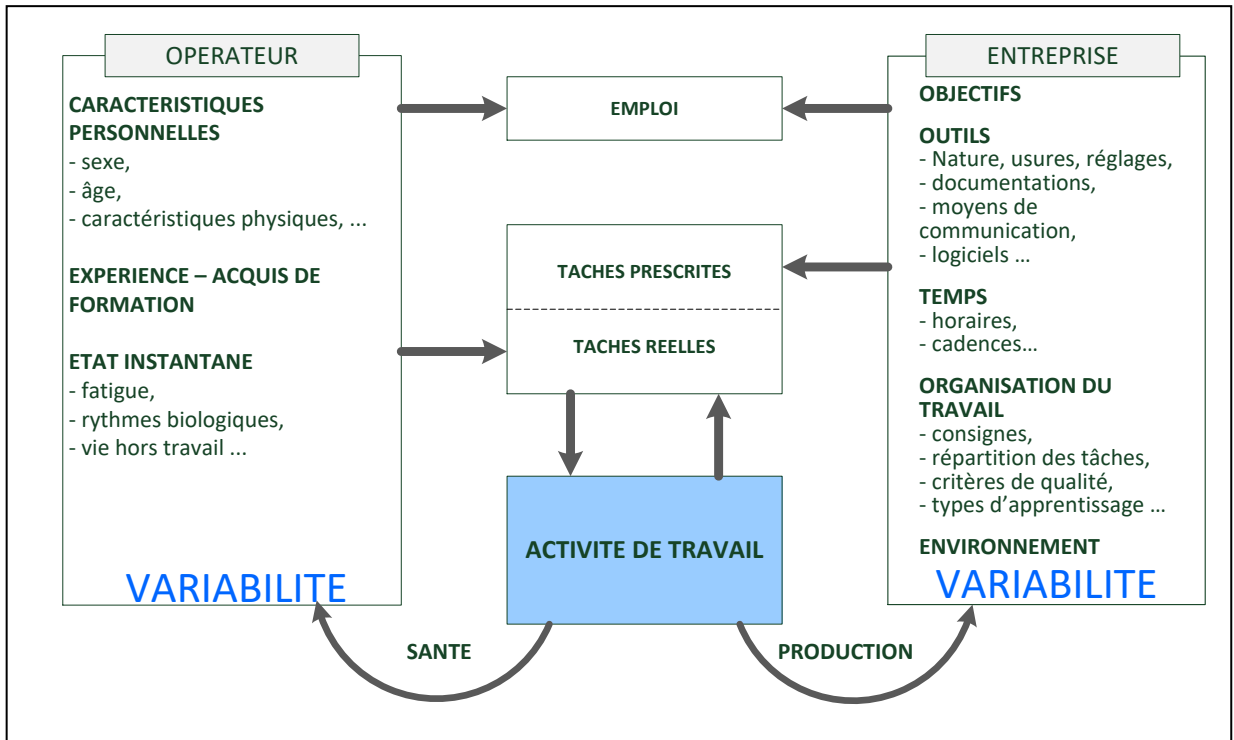 OPERATEUR
CARACTERISTIQUES
PERSONNELLES
- sexe,
- âge,
- caractéristiques physiques, ...
EXPERIENCE – ACQUIS DE
FORMATION
ETAT INSTANTANE
- fatigue,
- rythmes biologiques,
- vie hors travail ...
VARIABILITE
EMPLOI
TACHES PRESCRITES
TACHES REELLES
ACTIVITE DE TRAVAIL
SANTE
PRODUCTION
ENTREPRISE
OBJECTIFS
OUTILS
- Nature, usures, réglages,
- documentations,
- moyens de
communication,
- logiciels ...
TEMPS
- horaires,
- cadences...
ORGANISATION DU
TRAVAIL
- consignes,
- répartition des tâches,
- critères de qualité,
- types d’apprentissage ...
ENVIRONNEMENT
VARIABILITE